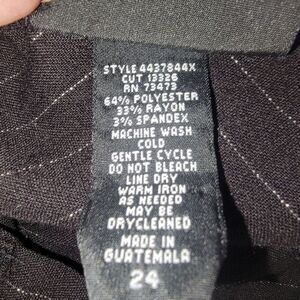 STYLE 4437844X
CUT 13326
RN 73473
64% POLYESTER
33% RAYON
3% SPANDEX
MACHINE WASH
COLD
GENTLE CYCLE
DO NOT BLEACH
LINE DRY
WARM IRON
AS NEEDED
MAY BE
DRYCLEANED
MADE IN
GUATEMALA
24